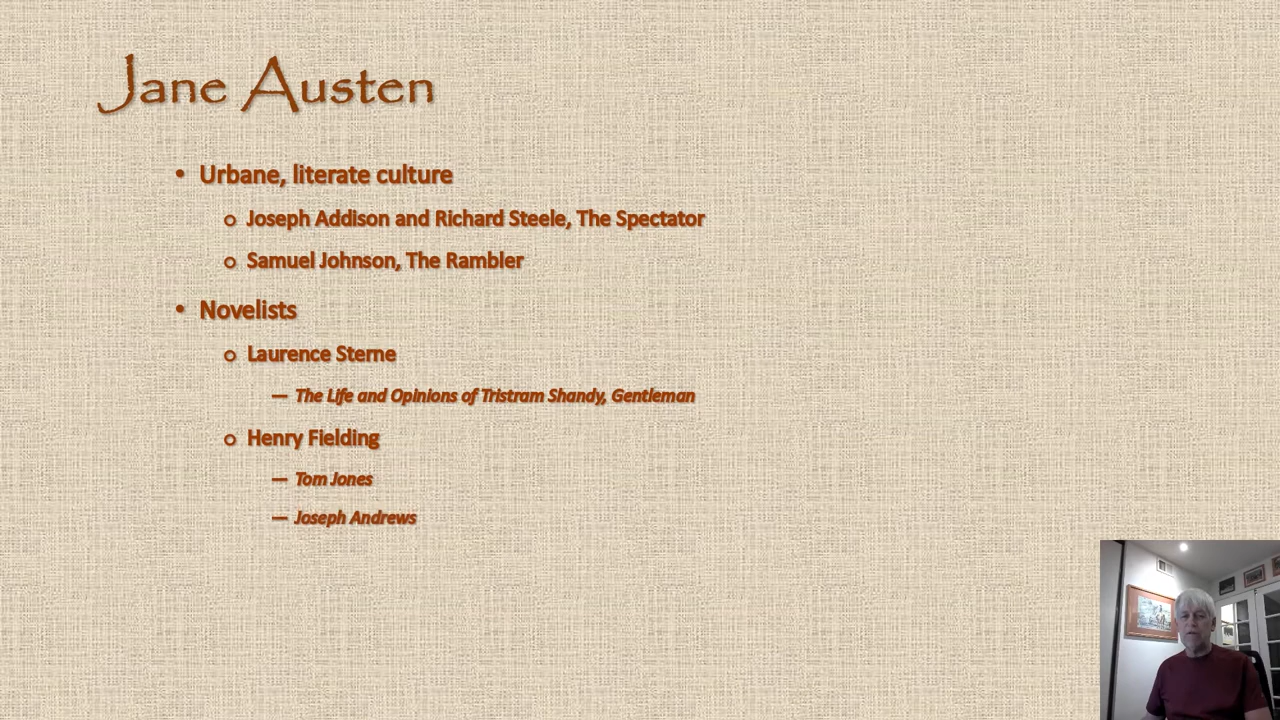 Jane Austen
• Urbane, literate culture
o Joseph Addison and Richard Steele, The Spectator
o Samuel Johnson, The Rambler
• Novelists
o Laurence Sterne
— The Life and Opinions of Tristram Shandy, Gentleman
o Henry Fielding
— Tom Jones
— Joseph Andrews